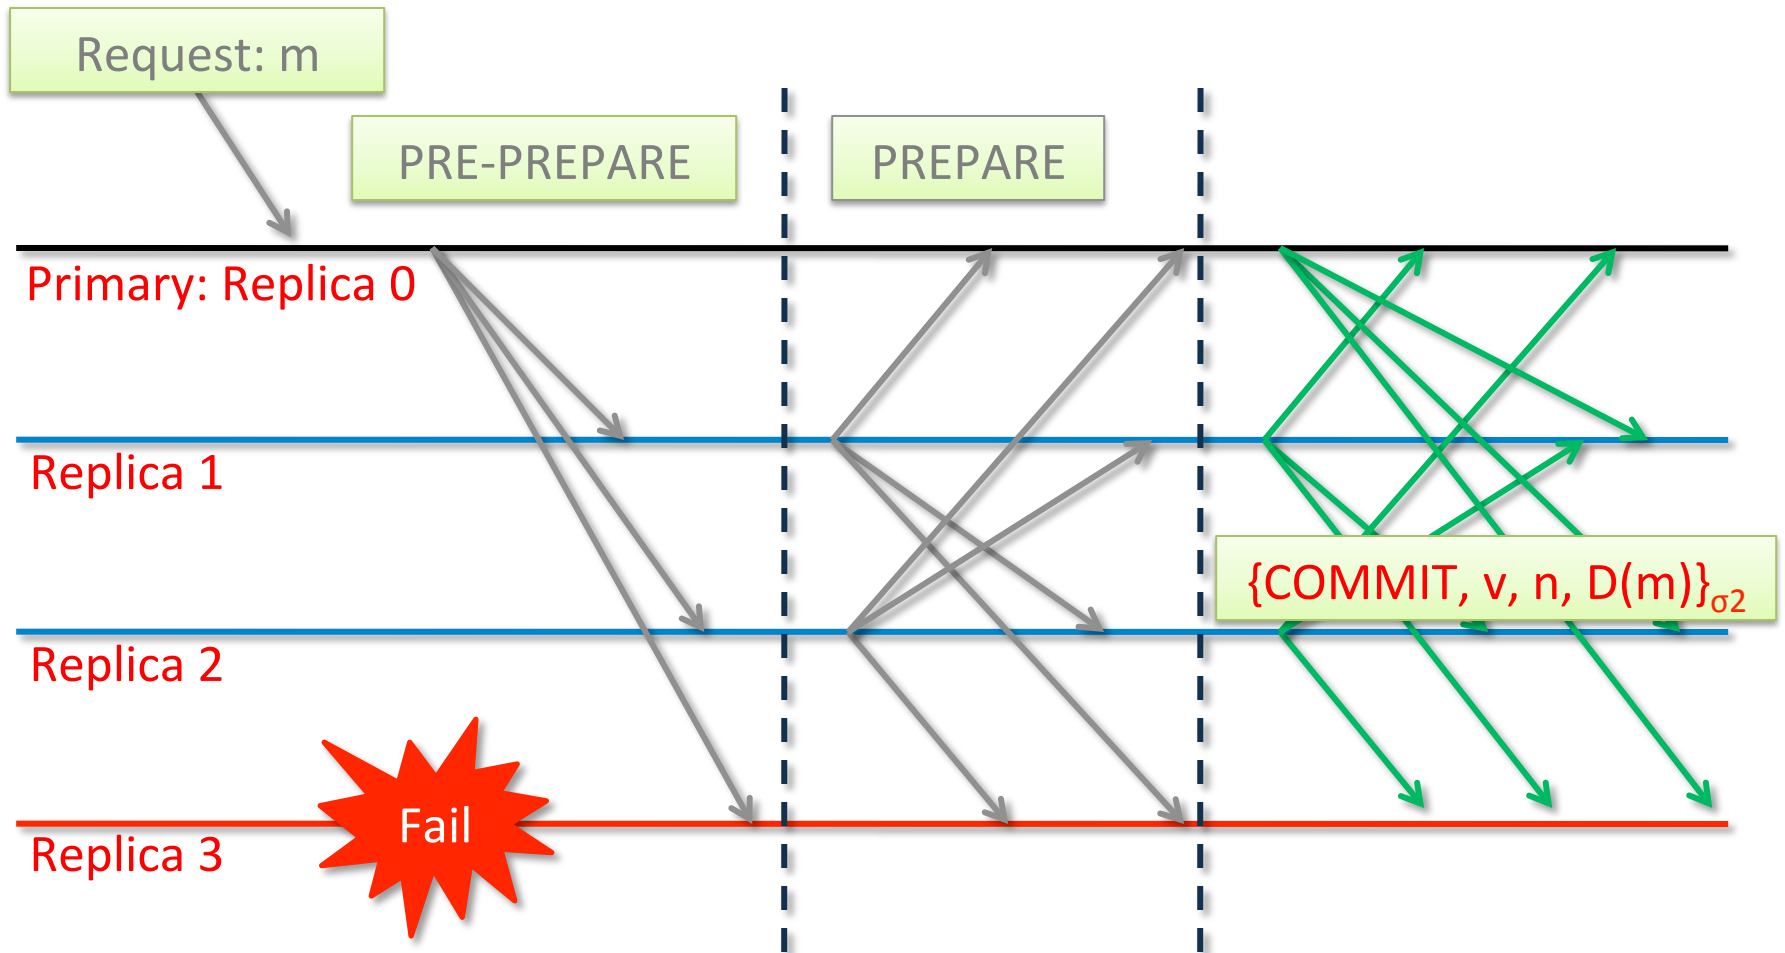 Request: m
PRE-PREPARE
PREPARE
Primary: Replica 0
Replica 1
{COMMIT, v, n, D(m)}σ2
Replica 2
Fail
Replica 3